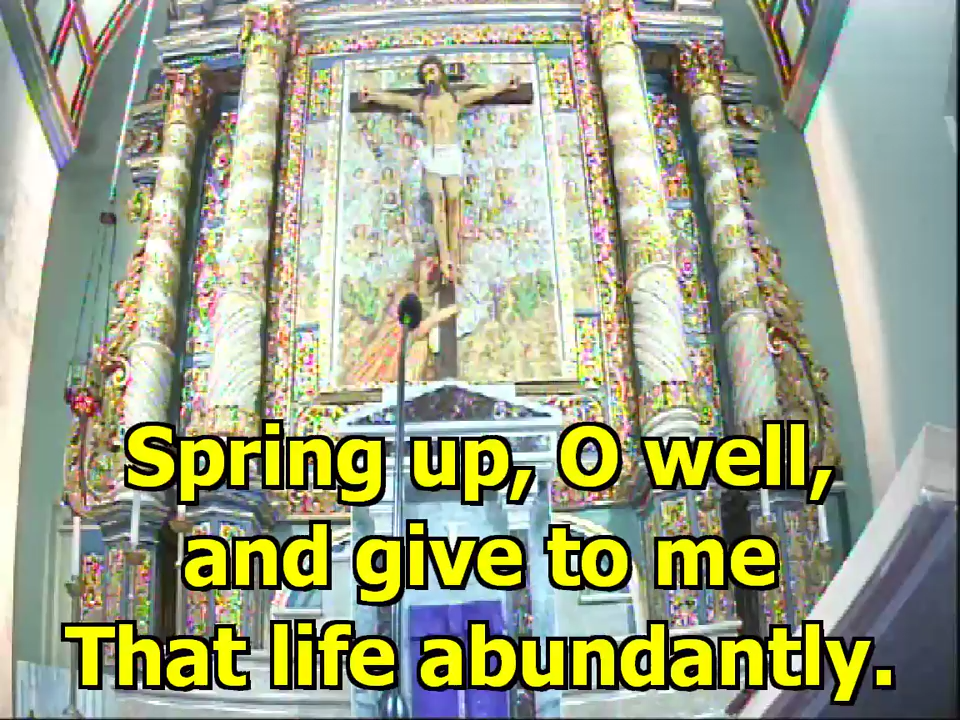 Spring up, O well,
and give to me
That life abundantly.